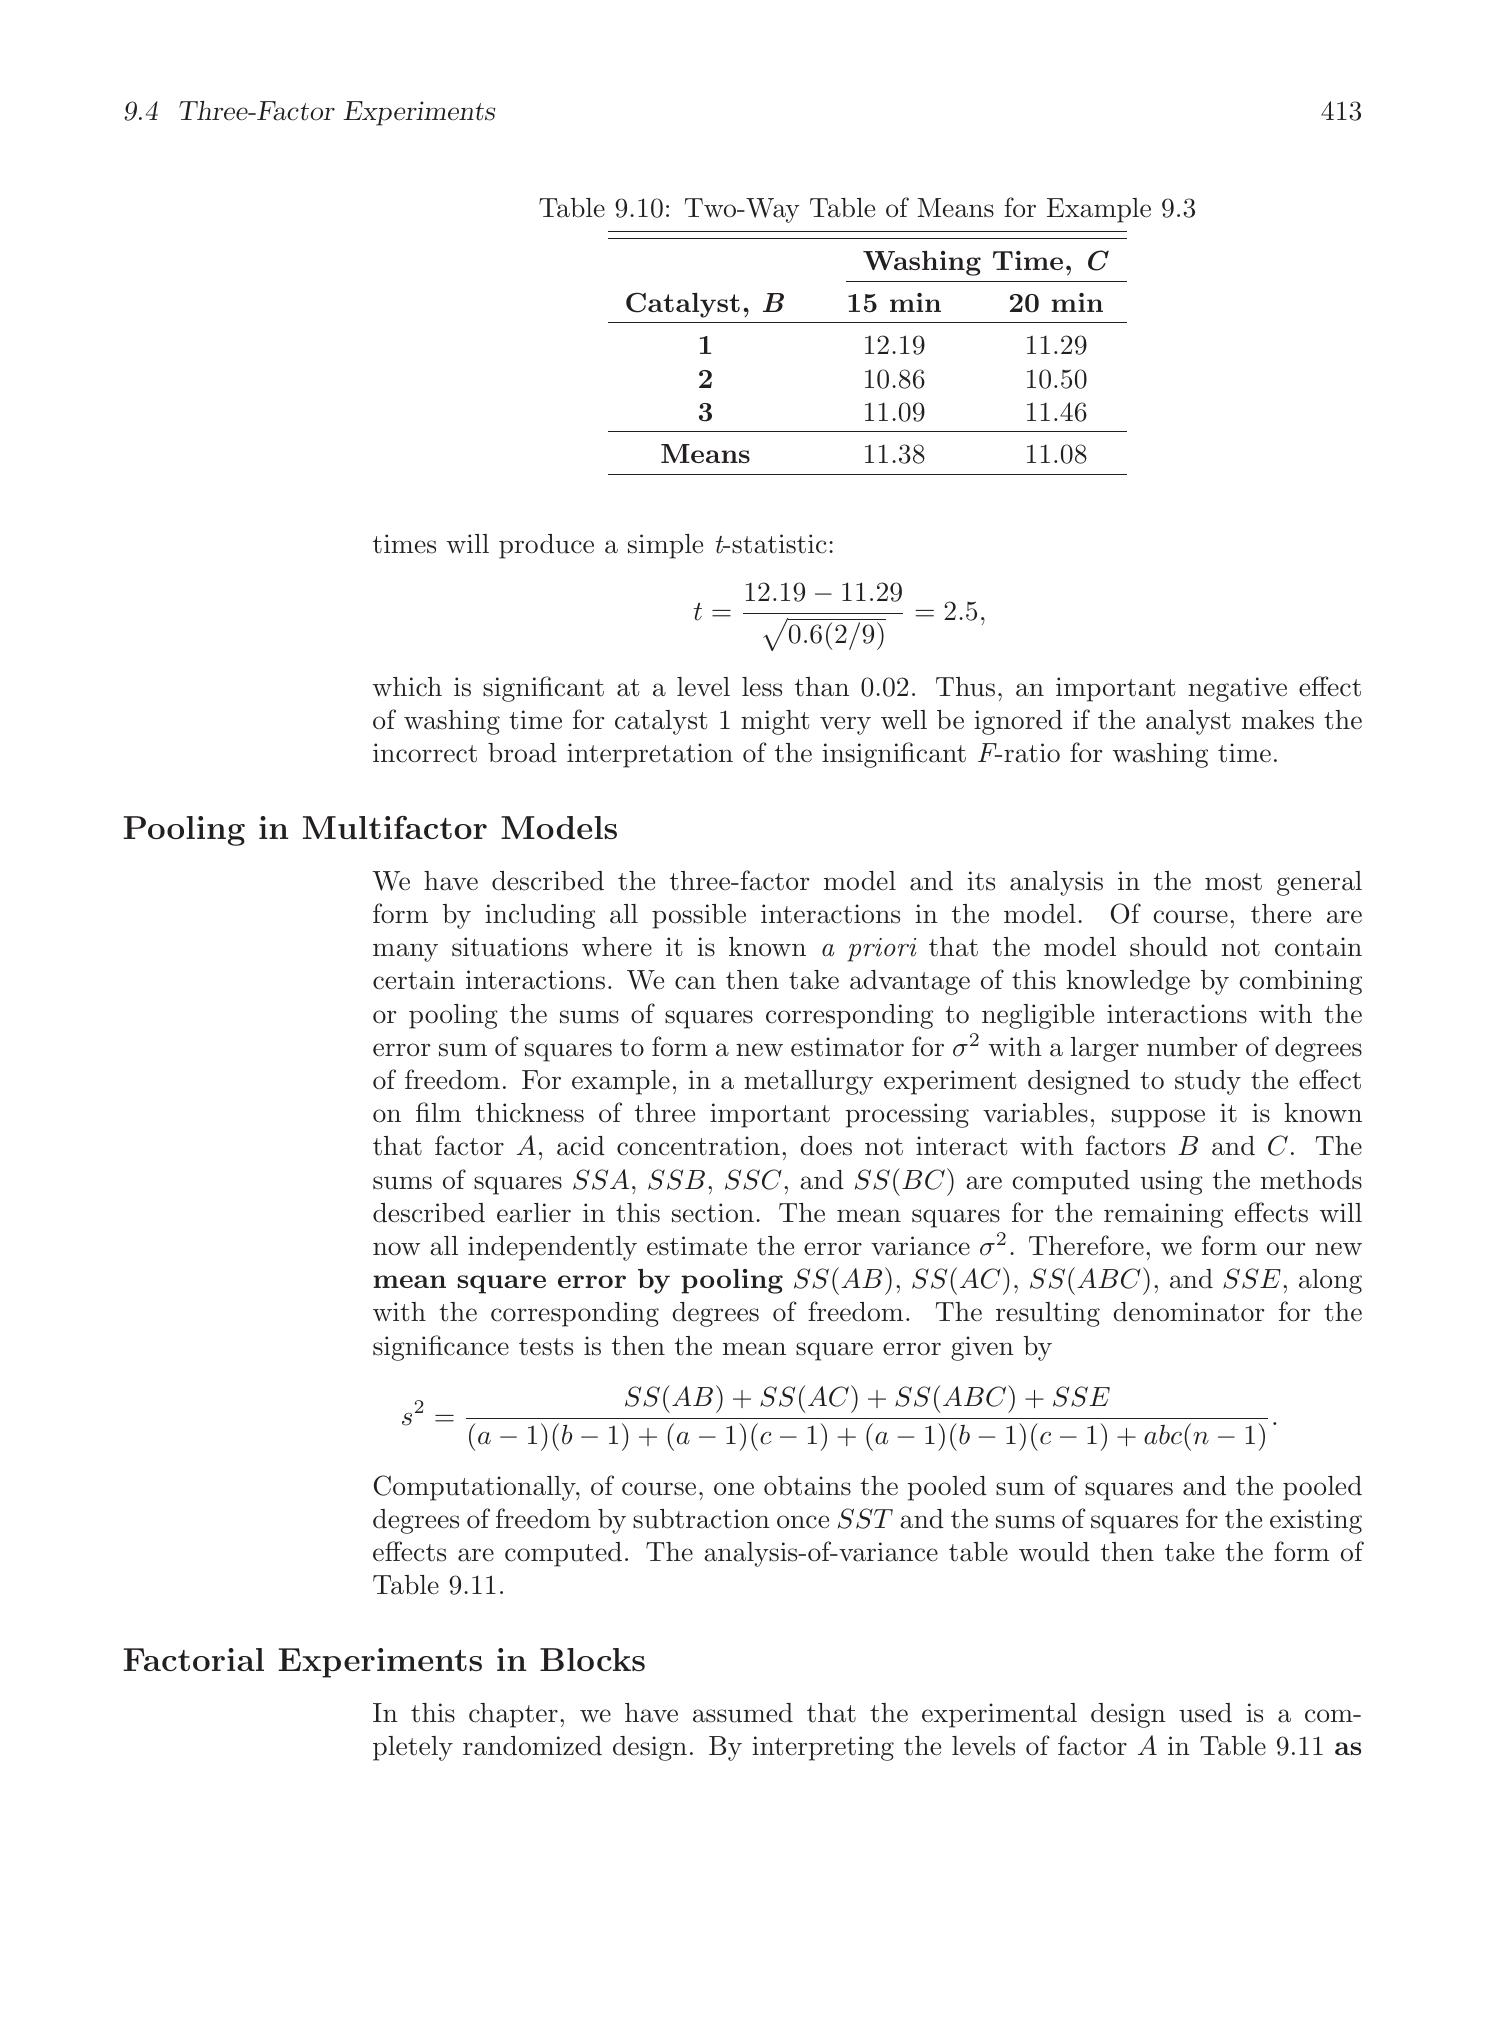 9.4 Three-Factor Experiments 413
Table 9.10: Two-Way Table of Means for Example 9.3
Washing Time, C
Catalyst, B 15 min 20 min
1 12.19 11.29
2 10.86 10.50
3 11.09 11.46
Means 11.38 11.08
times will produce a simple t-statistic:
t = \frac{12.19 − 11.29}{\sqrt{0.6(2/9)}} = 2.5,
which is significant at a level less than 0.02. Thus, an important negative effect
of washing time for catalyst 1 might very well be ignored if the analyst makes the
incorrect broad interpretation of the insignificant F-ratio for washing time.
Pooling in Multifactor Models
We have described the three-factor model and its analysis in the most general
form by including all possible interactions in the model. Of course, there are
many situations where it is known a priori that the model should not contain
certain interactions. We can then take advantage of this knowledge by combining
or pooling the sums of squares corresponding to negligible interactions with the
error sum of squares to form a new estimator for σ² with a larger number of degrees
of freedom. For example, in a metallurgy experiment designed to study the effect
on film thickness of three important processing variables, suppose it is known
that factor A, acid concentration, does not interact with factors B and C. The
sums of squares SSA, SSB, SSC, and SS(BC) are computed using the methods
described earlier in this section. The mean squares for the remaining effects will
now all independently estimate the error variance σ². Therefore, we form our new
mean square error by pooling SS(AB), SS(AC), SS(ABC), and SSE, along
with the corresponding degrees of freedom. The resulting denominator for the
significance tests is then the mean square error given by
s² = \frac{SS(AB) + SS(AC) + SS(ABC) + SSE}{(a − 1)(b − 1) + (a − 1)(c − 1) + (a − 1)(b − 1)(c − 1) + abc(n − 1)}.
Computationally, of course, one obtains the pooled sum of squares and the pooled
degrees of freedom by subtraction once SST and the sums of squares for the existing
effects are computed. The analysis-of-variance table would then take the form of
Table 9.11.
Factorial Experiments in Blocks
In this chapter, we have assumed that the experimental design used is a com-
pletely randomized design. By interpreting the levels of factor A in Table 9.11 as